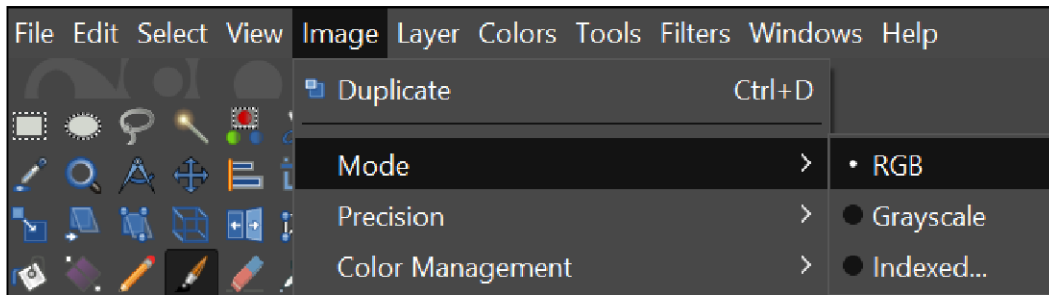 File Edit Select View Image Layer Colors Tools Filters Windows Help
Duplicate Ctrl+D
Mode > RGB
Precision > Grayscale
Color Management > Indexed...